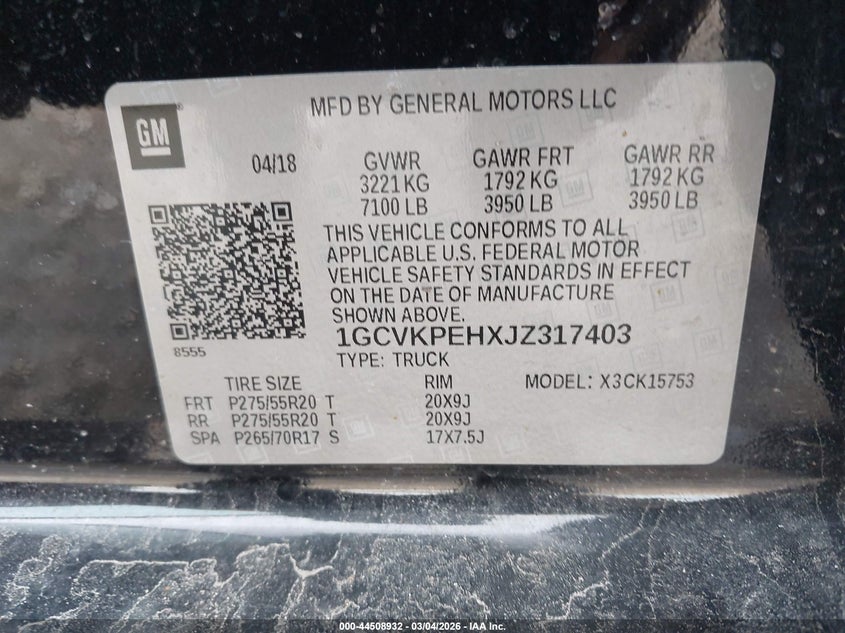 MFD BY GENERAL MOTORS LLC
GM
04/18 GVWR GAWR FRT GAWR RR
3221 KG 1792 KG 1792 KG
7100 LB 3950 LB 3950 LB
THIS VEHICLE CONFORMS TO ALL
APPLICABLE U.S. FEDERAL MOTOR
VEHICLE SAFETY STANDARDS IN EFFECT
ON THE DATE OF MANUFACTURE
SHOWN ABOVE.
8555
1GCVKPEHXJZ317403
TYPE: TRUCK
TIRE SIZE RIM MODEL: X3CK15753
FRT P275/55R20 T 20X9J
RR P275/55R20 T 20X9J
SPA P265/70R17 S 17X7.5J
000-44508932 - 03/04/2026 - IAA Inc.